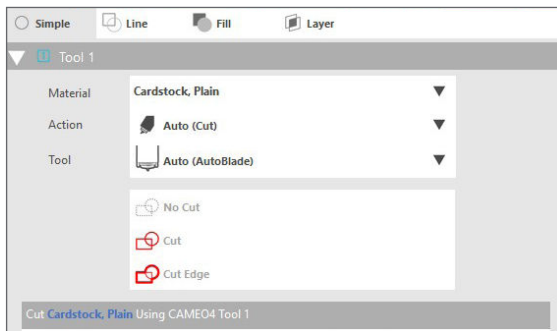 Simple Line Fill Layer
1 Tool 1
Material Cardstock, Plain
Action Auto (Cut)
Tool Auto (AutoBlade)
No Cut
Cut
Cut Edge
Cut Cardstock, Plain Using CAMEO4 Tool 1